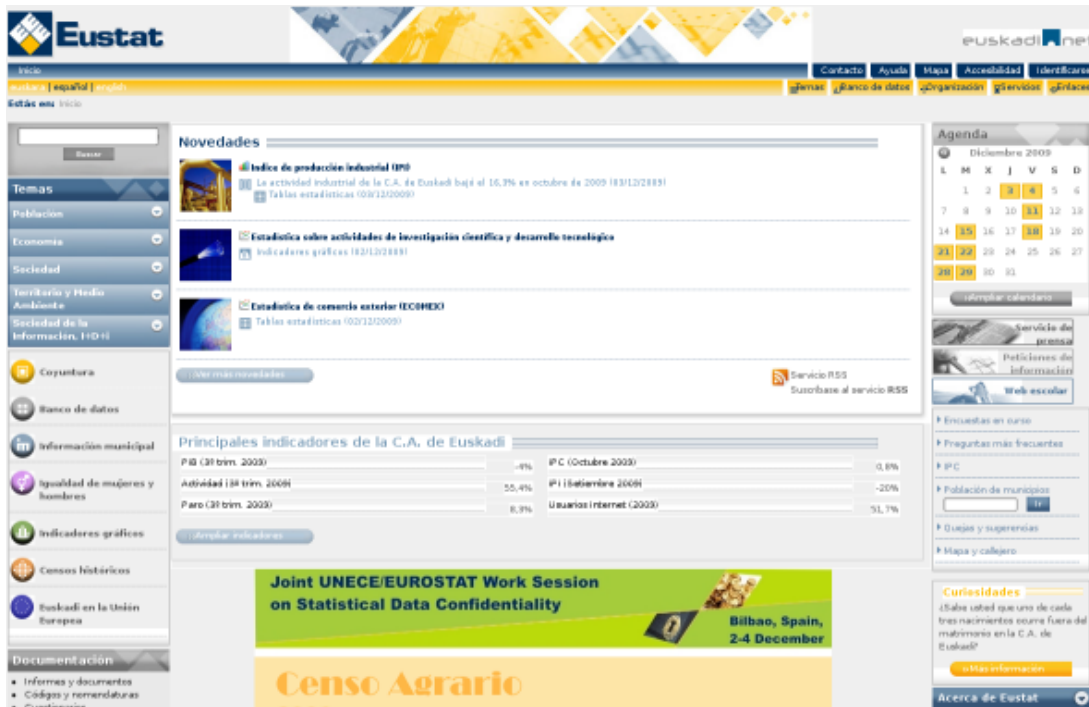 Eustat
euskadi.net
Inicio
Contacto Ayuda Mapa Accesibilidad Identificarse
euskara | español | english
Temas Banco de datos Organización Servicios Enlaces
Estás en: Inicio
Buscar
Temas
Población
Economía
Sociedad
Territorio y Medio
Ambiente
Sociedad de la
Información, I+D+i
Coyuntura
Banco de datos
Información municipal
Igualdad de mujeres y
hombres
Indicadores gráficos
Censos históricos
Euskadi en la Unión
Europea
Documentación
Informes y documentos
Códigos y nomenclaturas
Cuestionarios
Novedades
Indice de producción industrial (IPI)
La actividad industrial de la C.A. de Euskadi bajó el 16,3% en octubre de 2009 (03/12/2009)
Tablas estadísticas (03/12/2009)
Estadística sobre actividades de investigación científica y desarrollo tecnológico
Indicadores gráficos (02/12/2009)
Estadística de comercio exterior (ECOMEX)
Tablas estadísticas (02/12/2009)
Ver más novedades
Servicio RSS
Suscríbase al servicio RSS
Principales indicadores de la C.A. de Euskadi
PIB (3º trim. 2009) -4%
Actividad (3º trim. 2009) 55,4%
Paro (3º trim. 2009) 8,3%
IPC (Octubre 2009) 0,8%
IPI (Setiembre 2009) -20%
Usuarios Internet (2009) 51,7%
Ampliar indicadores
Joint UNECE/EUROSTAT Work Session
on Statistical Data Confidentiality
Bilbao, Spain,
2-4 December
Censo Agrario
Agenda
Diciembre 2009
L M X J V S D
1 2 3 4 5 6
7 8 9 10 11 12 13
14 15 16 17 18 19 20
21 22 23 24 25 26 27
28 29 30 31
Ampliar calendario
Servicio de
prensa
Peticiones de
información
Web escolar
Encuestas en curso
Preguntas más frecuentes
IPC
Población de municipios
Ir
Quejas y sugerencias
Mapa y callejero
Curiosidades
¿Sabe usted que uno de cada
tres nacimientos ocurre fuera del
matrimonio en la C.A. de
Euskadi?
Más información
Acerca de Eustat